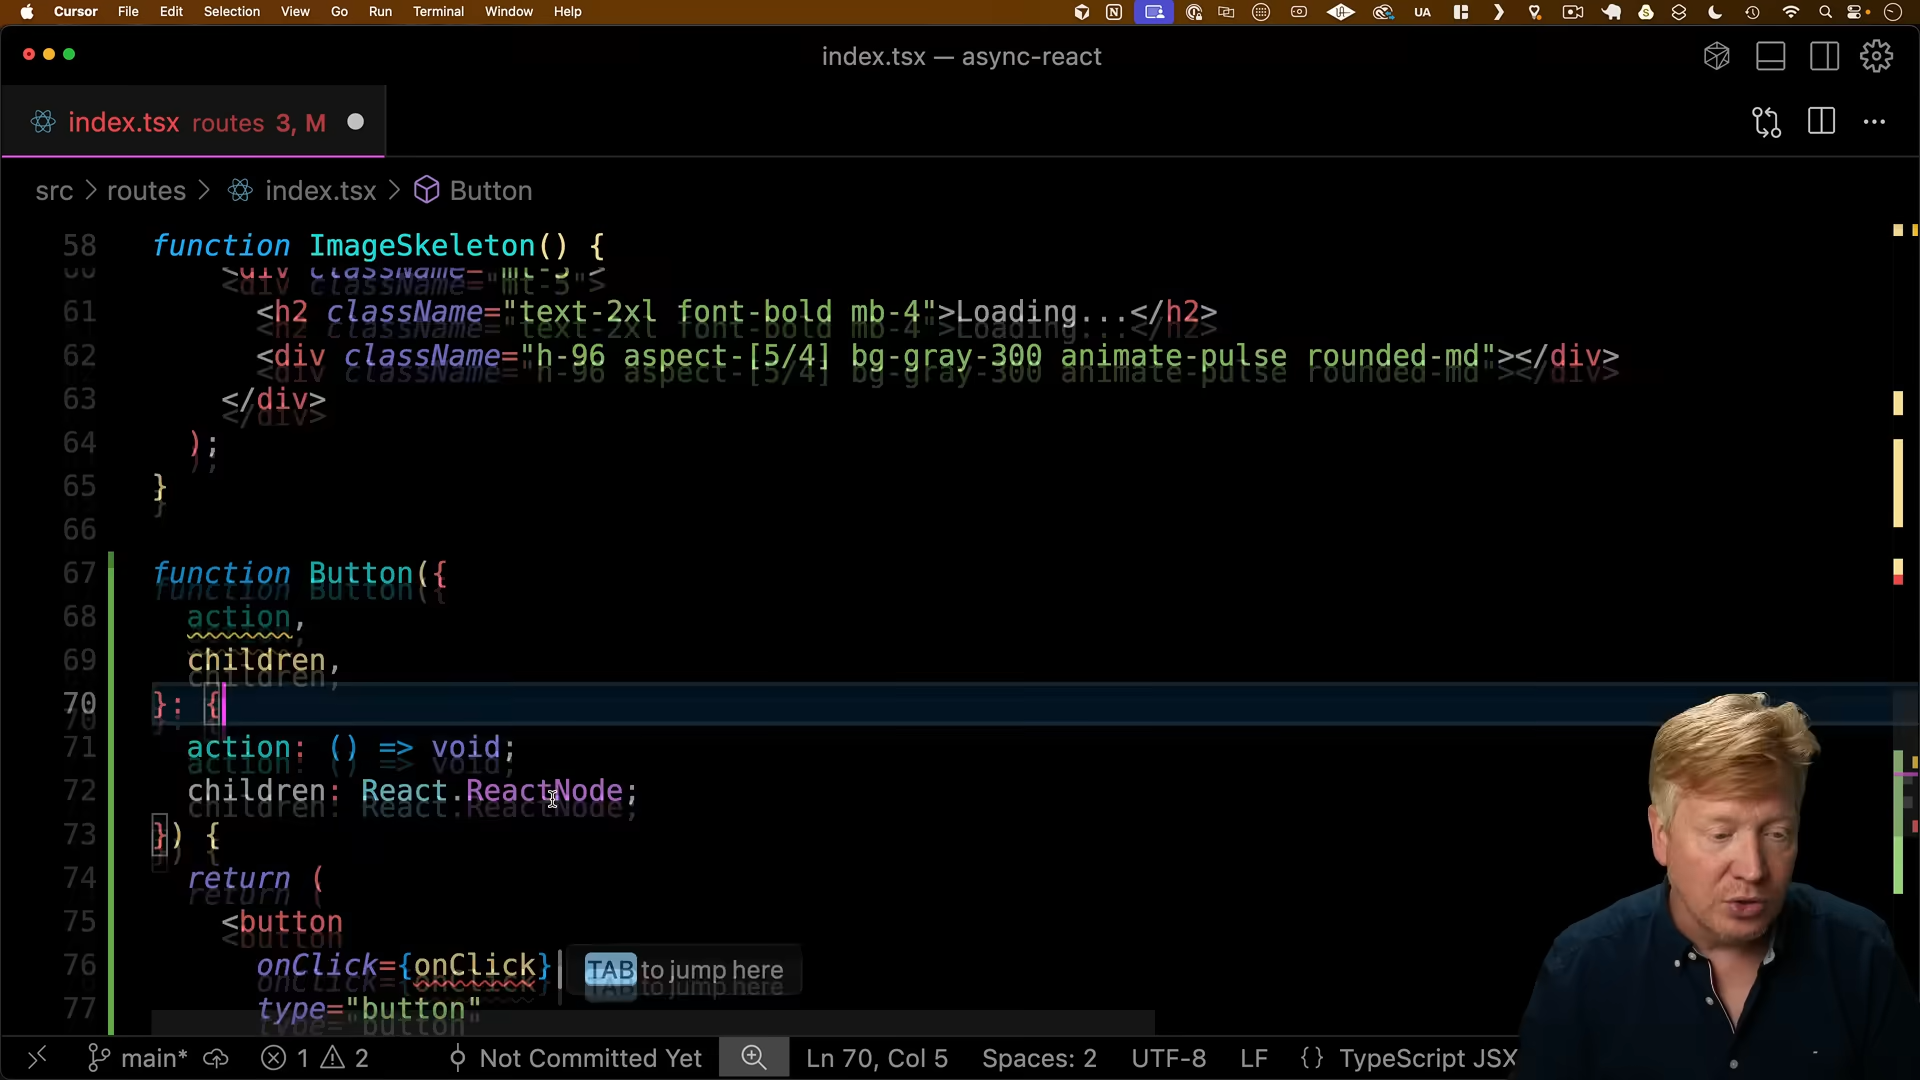 Cursor File Edit Selection View Go Run Terminal Window Help UA
index.tsx — async-react
index.tsx routes 3, M
src > routes > index.tsx > Button
58 function ImageSkeleton() {
<div className="mt-3">
61 <h2 className="text-2xl font-bold mb-4">Loading...</h2>
62 <div className="h-96 aspect-[5/4] bg-gray-300 animate-pulse rounded-md"></div>
63 </div>
64 );
65 }
66
67 function Button({
68 action,
69 children,
70 }: {
71 action: () => void;
72 children: React.ReactNode;
73 }) {
74 return (
75 <button
76 onClick={onClick} TAB to jump here
77 type="button"
main* 1 2 Not Committed Yet Ln 70, Col 5 Spaces: 2 UTF-8 LF {} TypeScript JSX